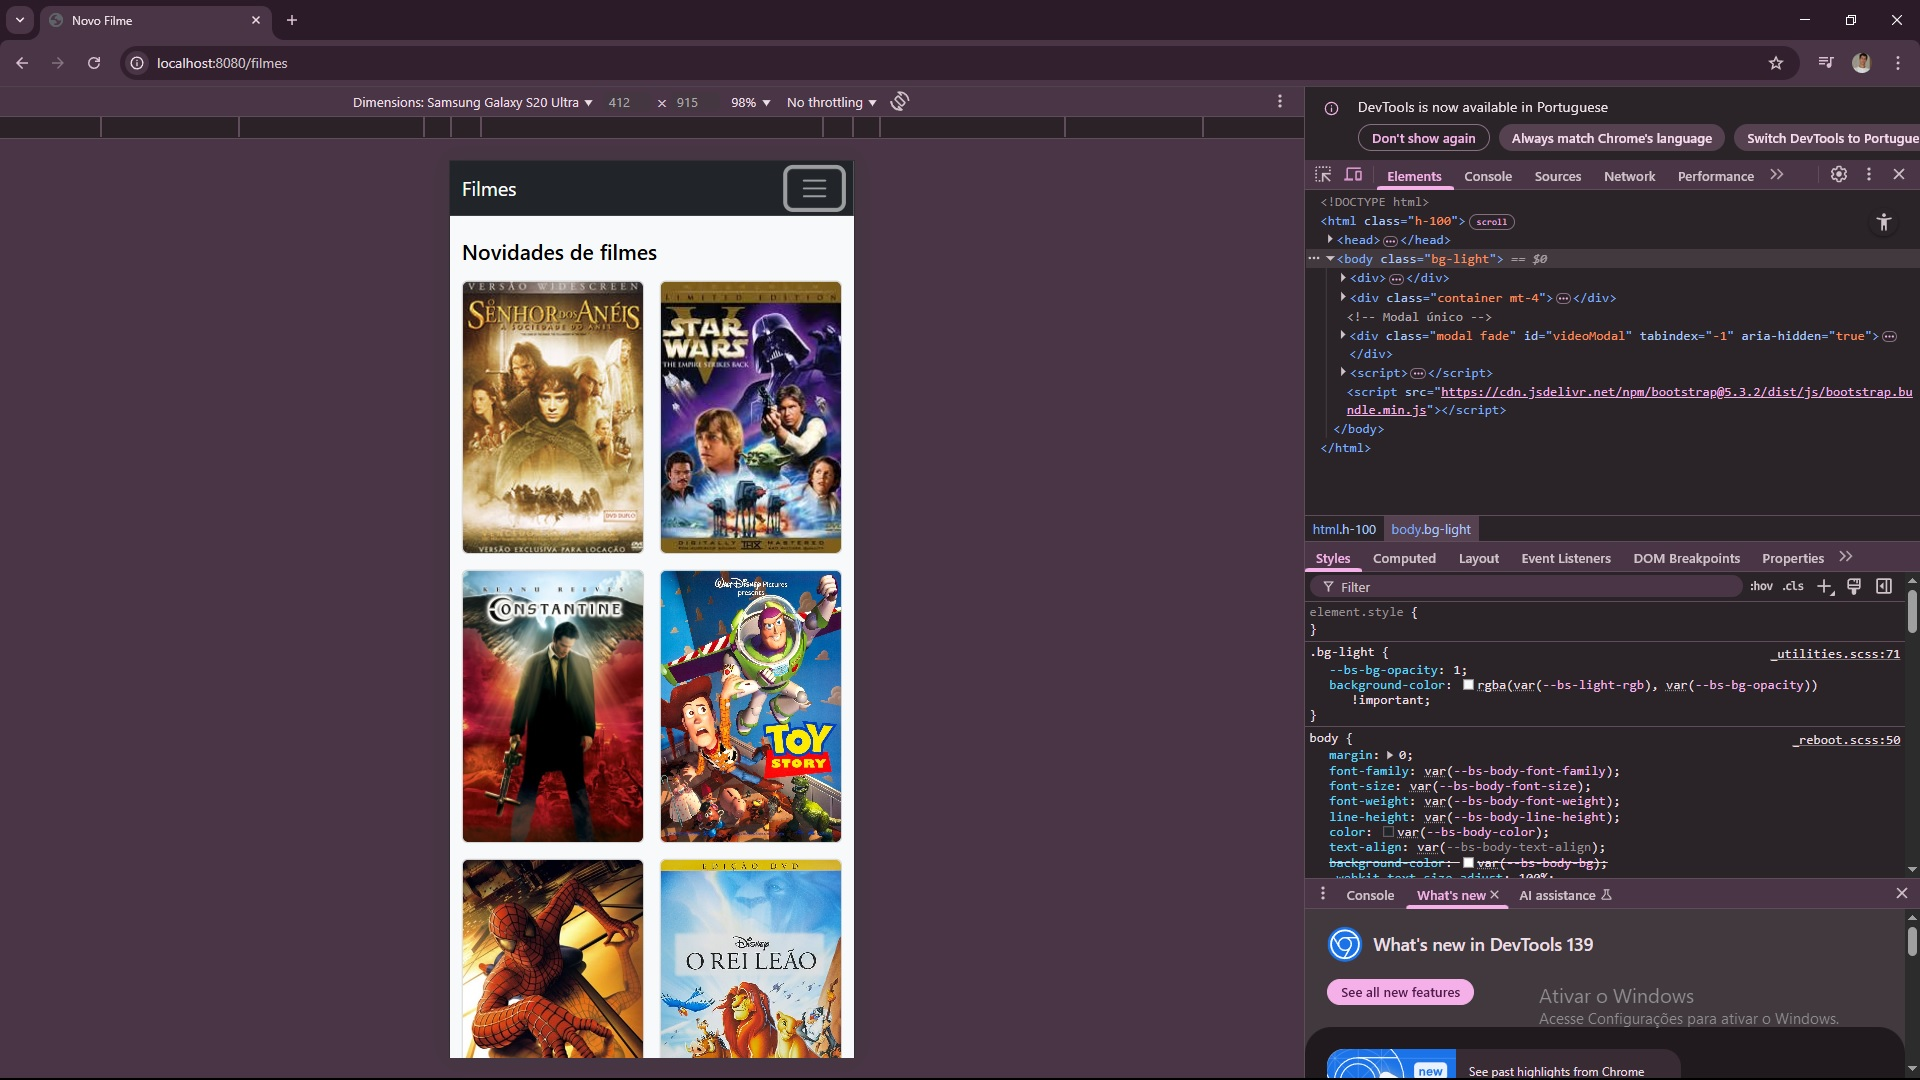 Novo Filme
localhost:8080/filmes
Dimensions: Samsung Galaxy S20 Ultra 412 × 915 98% No throttling
DevTools is now available in Portuguese
Don't show again Always match Chrome's language Switch DevTools to Portugue
Elements Console Sources Network Performance
<!DOCTYPE html>
<html class="h-100"> scroll
<head> ... </head>
... <body class="bg-light"> == $0
<div> ... </div>
<div class="container mt-4"> ... </div>
<!-- Modal único -->
<div class="modal fade" id="videoModal" tabindex="-1" aria-hidden="true"> ...
</div>
<script> ... </script>
<script src="https://cdn.jsdelivr.net/npm/bootstrap@5.3.2/dist/js/bootstrap.bu
ndle.min.js"></script>
</body>
</html>
html.h-100 body.bg-light
Styles Computed Layout Event Listeners DOM Breakpoints Properties
Filter :hov .cls
element.style {
}
.bg-light { _utilities.scss:71
--bs-bg-opacity: 1;
background-color: rgba(var(--bs-light-rgb), var(--bs-bg-opacity))
!important;
}
body { _reboot.scss:50
margin: 0;
font-family: var(--bs-body-font-family);
font-size: var(--bs-body-font-size);
font-weight: var(--bs-body-font-weight);
line-height: var(--bs-body-line-height);
color: var(--bs-body-color);
text-align: var(--bs-body-text-align);
background-color: var(--bs-body-bg);
-webkit-text-size-adjust: 100%;
Console What's new AI assistance
What's new in DevTools 139
See all new features
Ativar o Windows
Acesse Configurações para ativar o Windows.
new
See past highlights from Chrome
Filmes
Novidades de filmes
VERSÃO WIDESCREEN
O SENHOR DOS ANÉIS
A SOCIEDADE DO ANEL
DVD DUPLO
VERSÃO EXCLUSIVA PARA LOCAÇÃO
LIMITED EDITION
V
STAR WARS
THE EMPIRE STRIKES BACK
DIGITALLY THX MASTERED
KEANU REEVES
CONSTANTINE
Walt Disney Pictures
presents
TOY
STORY
EDIÇÃO DVD
Disney
O REI LEÃO